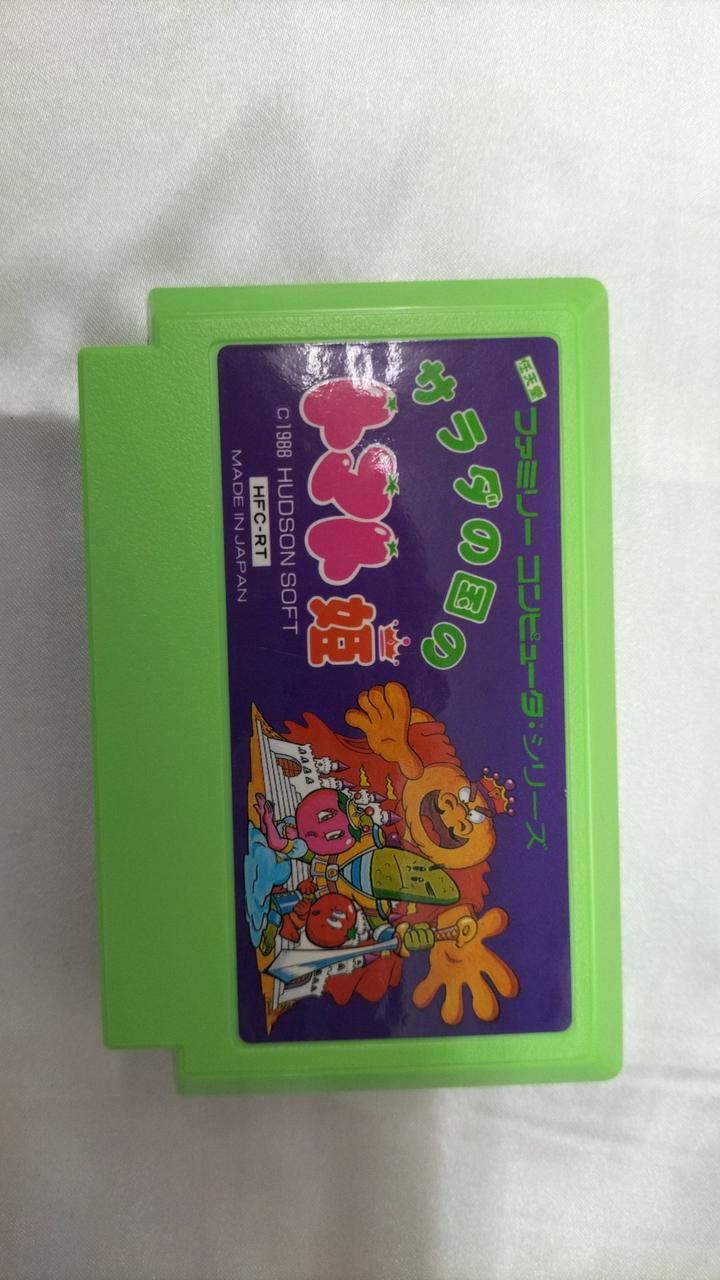 任天堂
ファミリー コンピュータ:シリーズ
サラダの国の
トマト姫
C1988 HUDSON SOFT
HFC-RT
MADE IN JAPAN